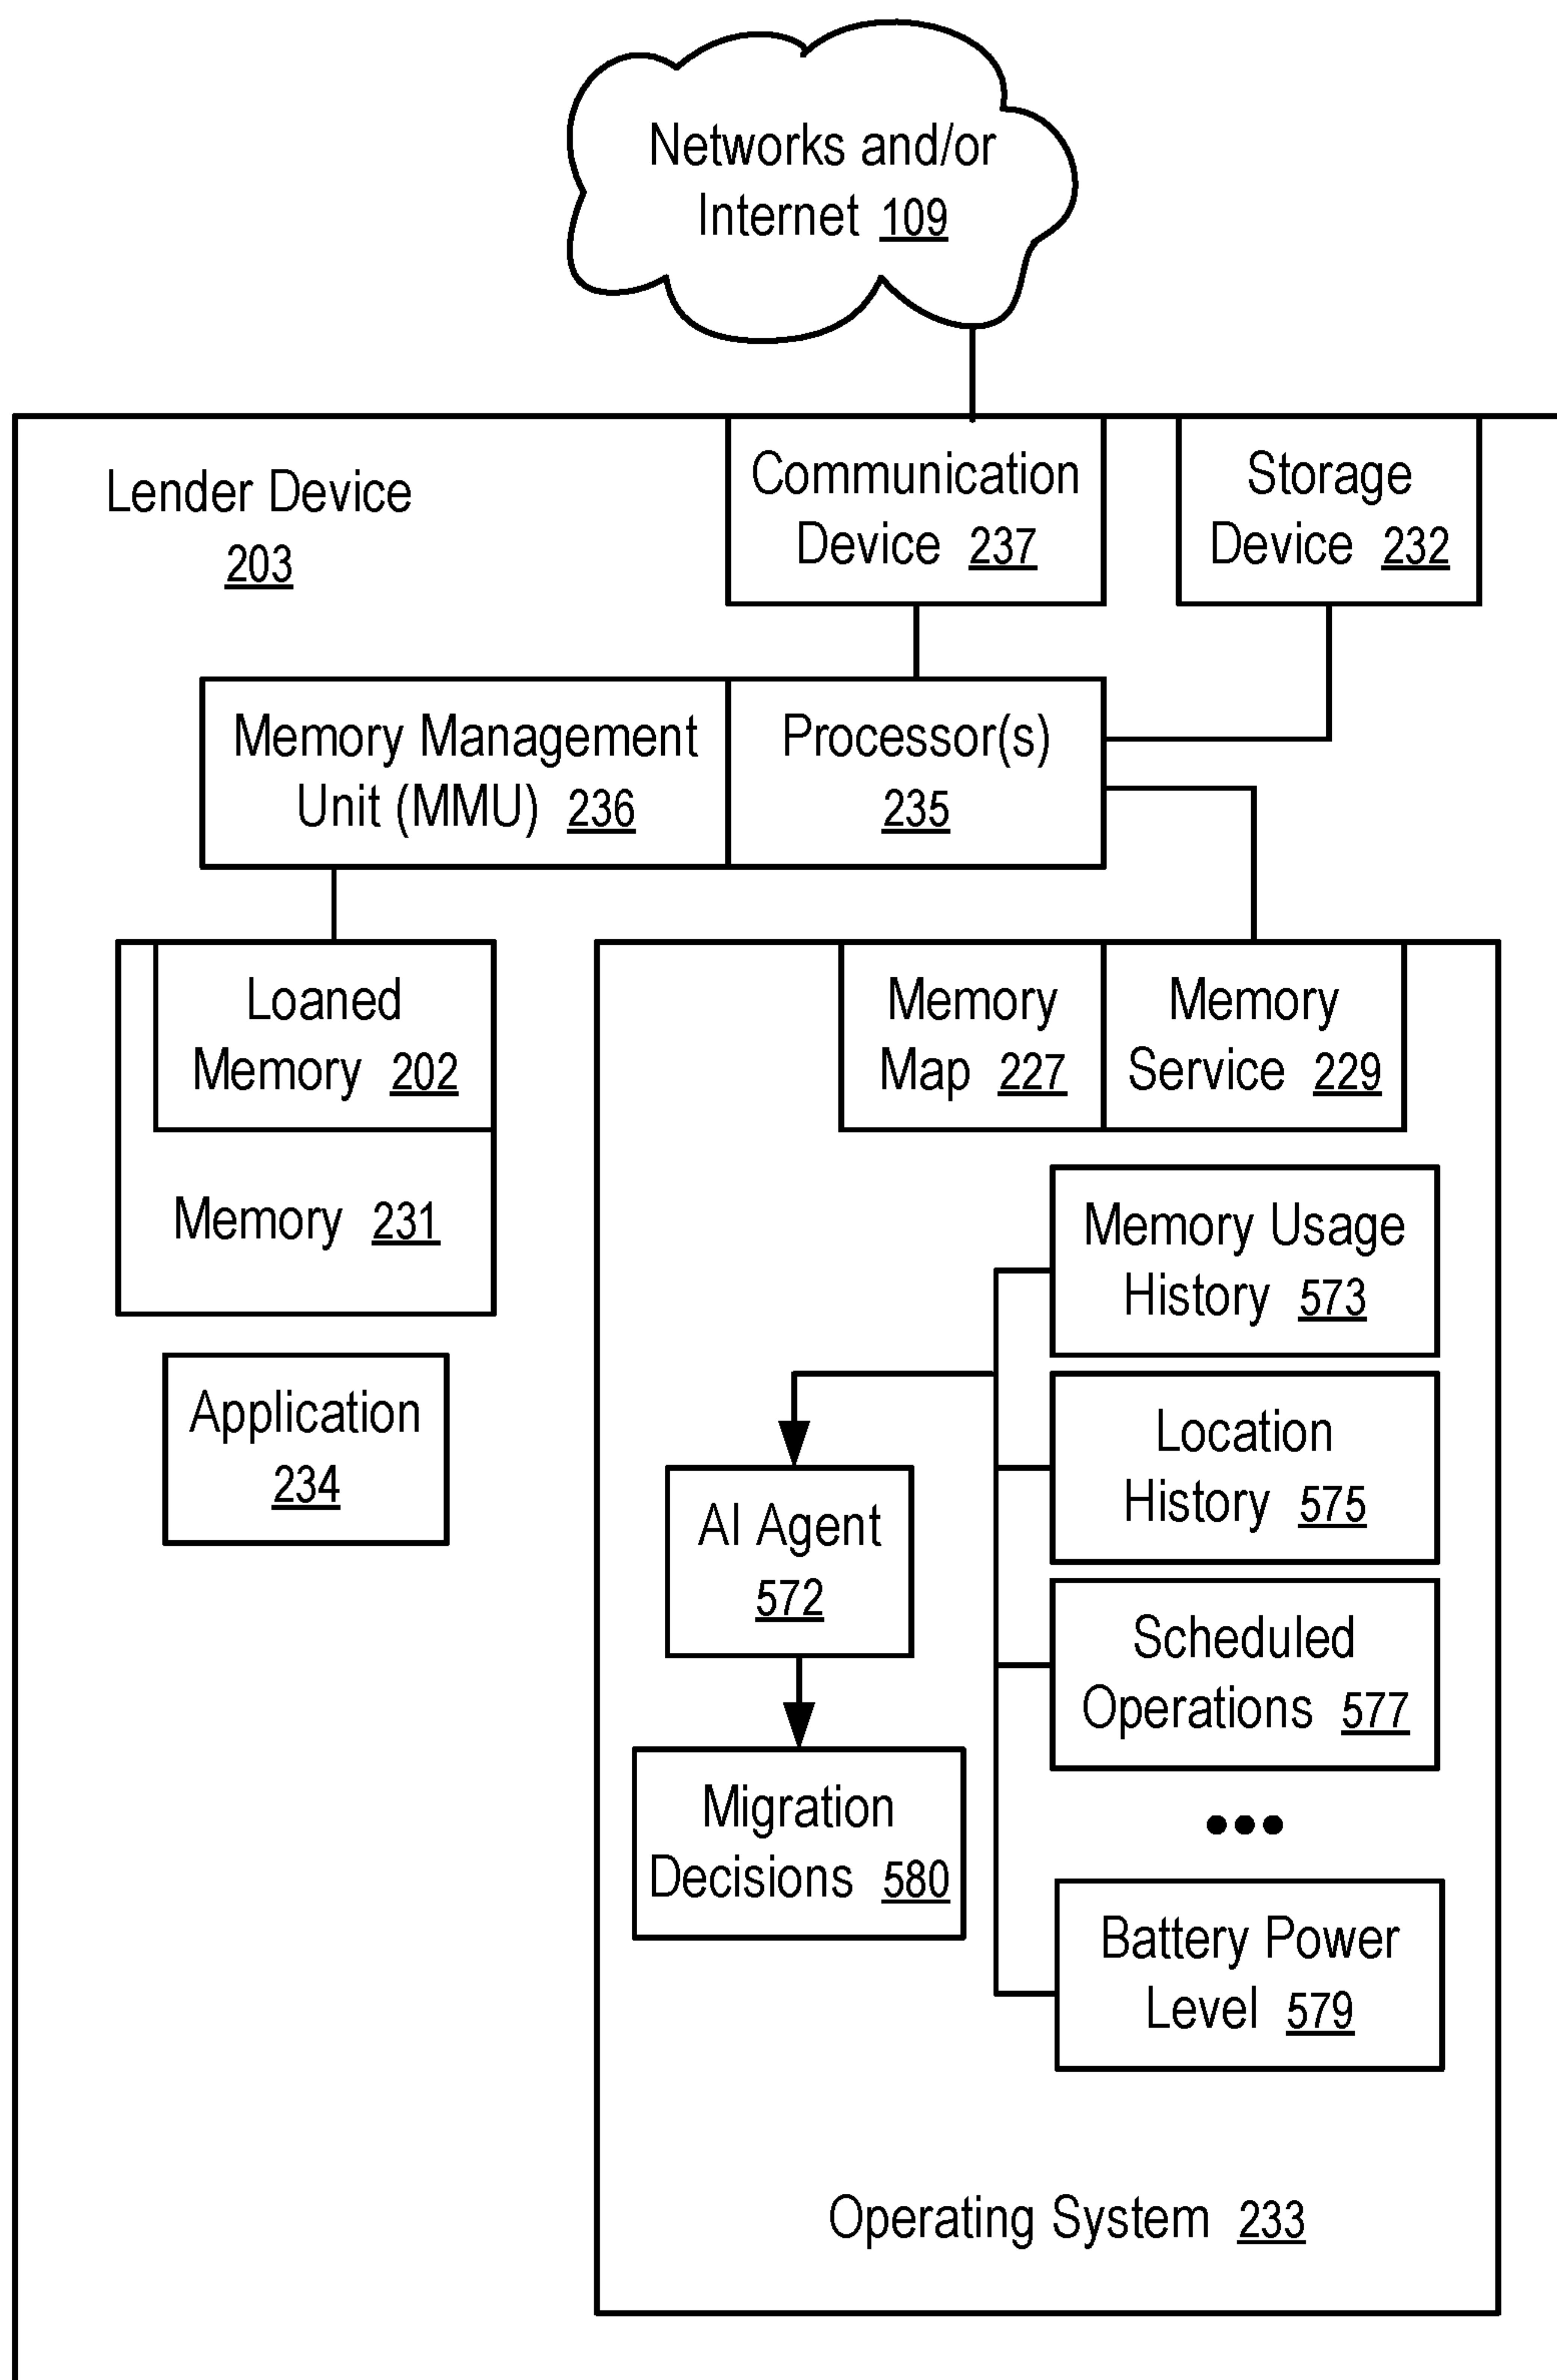 Networks and/or
Internet 109
Lender Device
203
Communication
Device 237
Storage
Device 232
Memory Management
Unit (MMU) 236
Processor(s)
235
Loaned
Memory 202
Memory 231
Application
234
Memory
Map 227
Memory
Service 229
Memory Usage
History 573
Location
History 575
AI Agent
572
Scheduled
Operations 577
Migration
Decisions 580
Battery Power
Level 579
Operating System 233